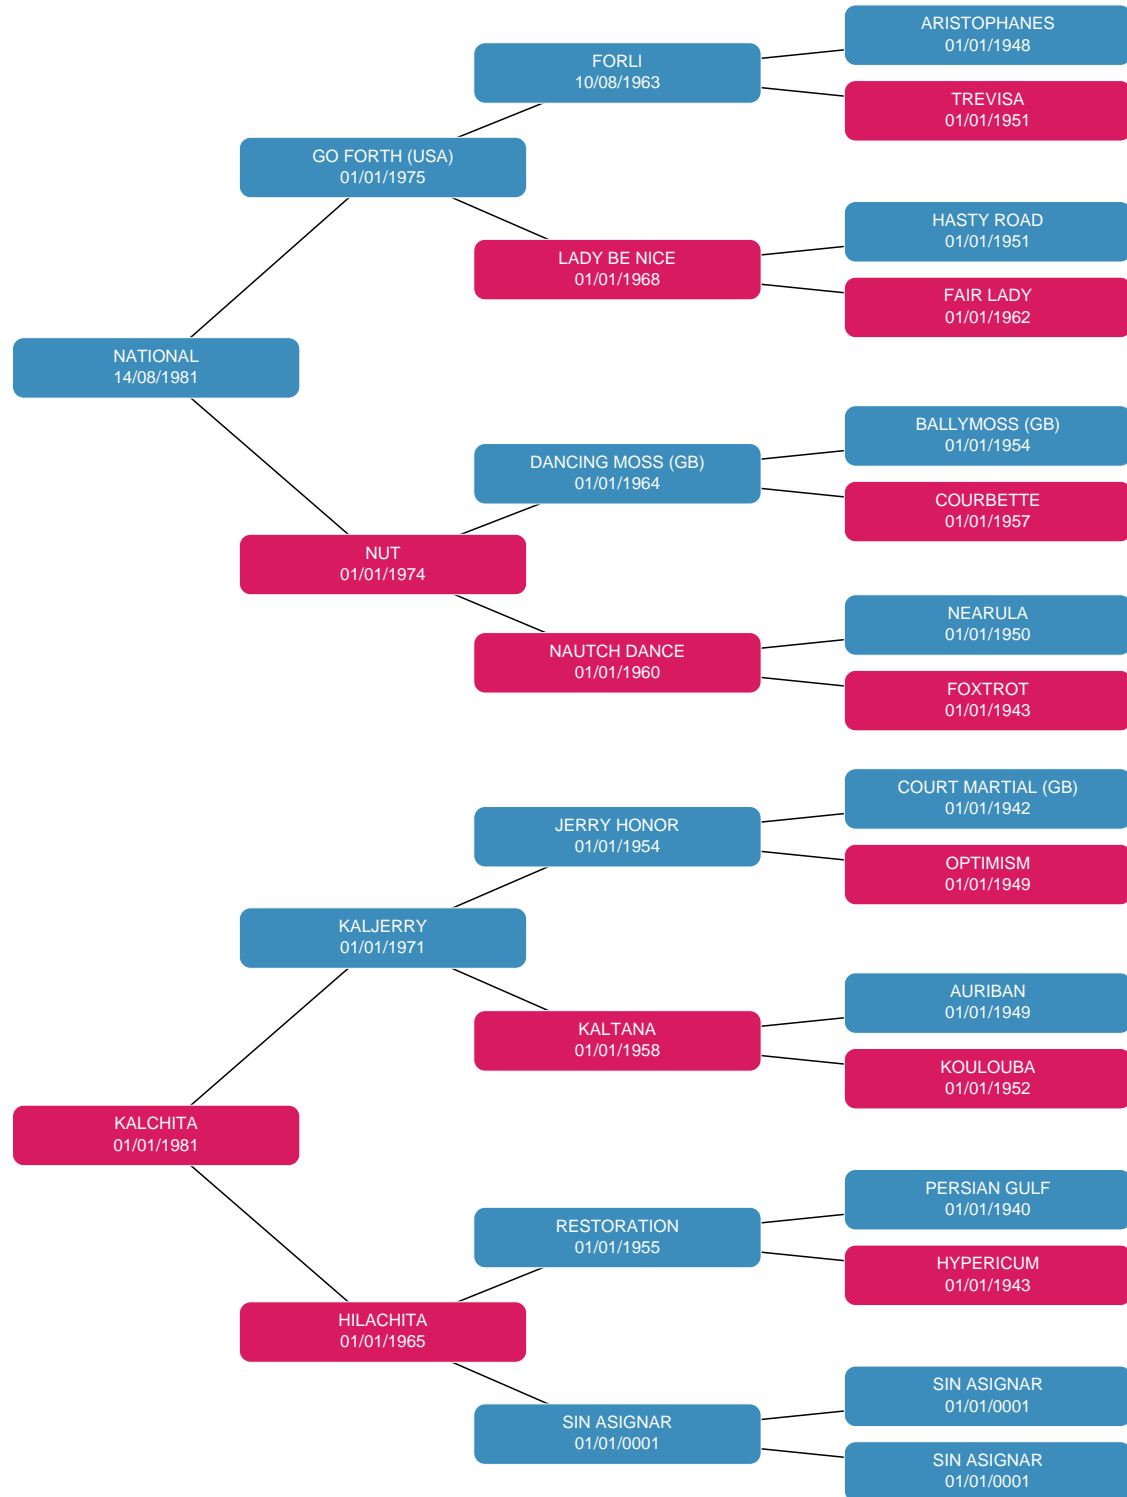 ARISTOPHANES
01/01/1948
FORLI
10/08/1963
TREVISA
01/01/1951
GO FORTH (USA)
01/01/1975
HASTY ROAD
01/01/1951
LADY BE NICE
01/01/1968
FAIR LADY
01/01/1962
NATIONAL
14/08/1981
BALLYMOSS (GB)
01/01/1954
DANCING MOSS (GB)
01/01/1964
COURBETTE
01/01/1957
NUT
01/01/1974
NEARULA
01/01/1950
NAUTCH DANCE
01/01/1960
FOXTROT
01/01/1943
COURT MARTIAL (GB)
01/01/1942
JERRY HONOR
01/01/1954
OPTIMISM
01/01/1949
KALJERRY
01/01/1971
AURIBAN
01/01/1949
KALTANA
01/01/1958
KOULOUBA
01/01/1952
KALCHITA
01/01/1981
PERSIAN GULF
01/01/1940
RESTORATION
01/01/1955
HYPERICUM
01/01/1943
HILACHITA
01/01/1965
SIN ASIGNAR
01/01/0001
SIN ASIGNAR
01/01/0001
SIN ASIGNAR
01/01/0001